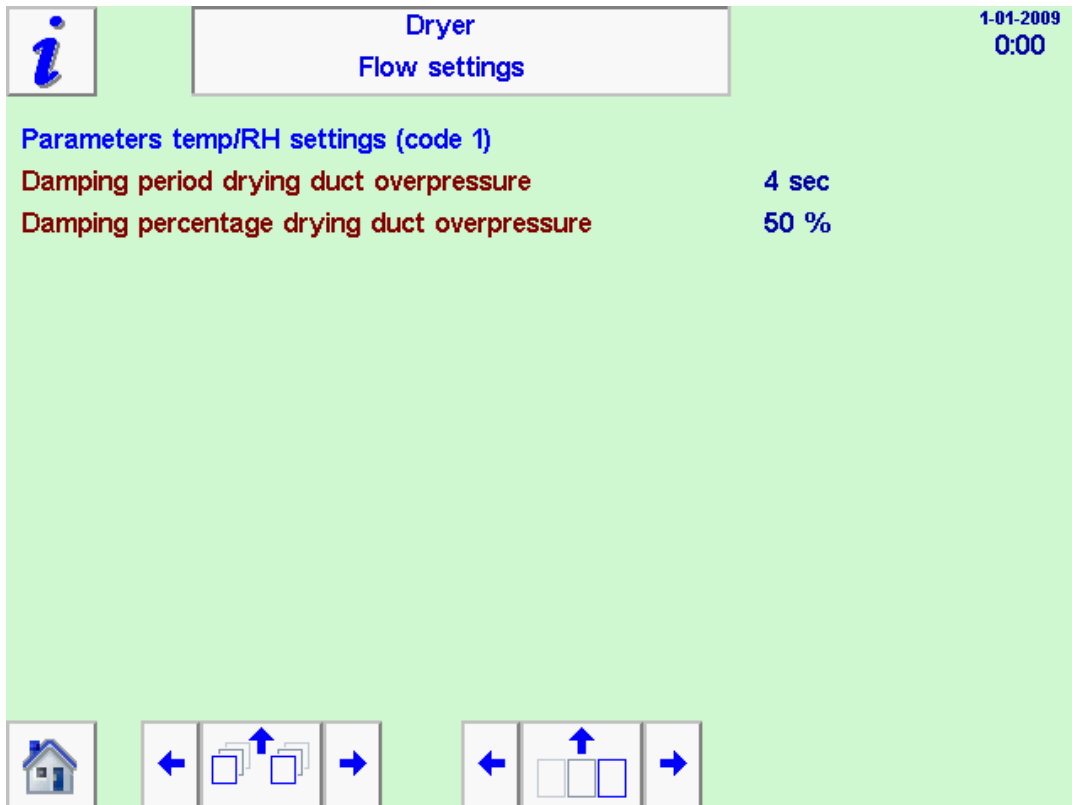 Dryer
Flow settings
1-01-2009
0:00
Parameters temp/RH settings (code 1)
Damping period drying duct overpressure 4 sec
Damping percentage drying duct overpressure 50 %